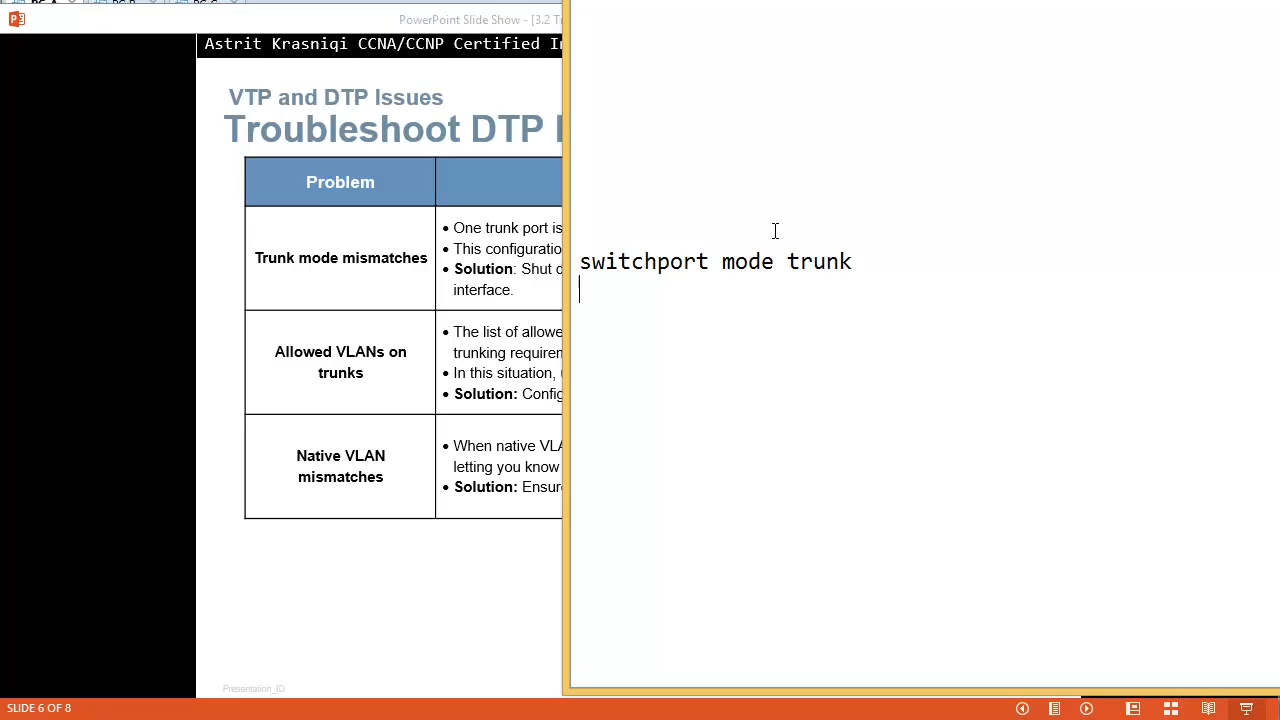 PowerPoint Slide Show - [3.2 Tr
Astrit Krasniqi CCNA/CCNP Certified In
VTP and DTP Issues
Troubleshoot DTP
Problem
Trunk mode mismatches
• One trunk port is
• This configuratio
• Solution: Shut d
interface.
Allowed VLANs on
trunks
• The list of allowe
trunking requirem
• In this situation,
• Solution: Config
Native VLAN
mismatches
• When native VLA
letting you know
• Solution: Ensure
switchport mode trunk
Presentation_ID
SLIDE 6 OF 8